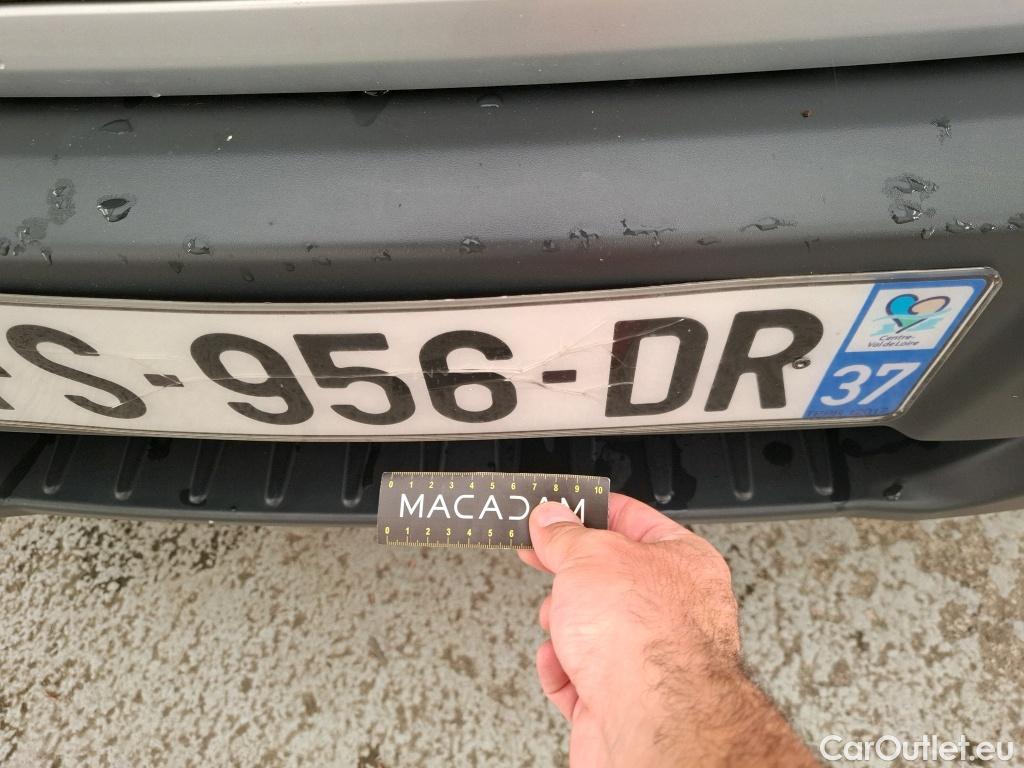 S-956-DR
Centre-
Val de Loire
37
0 1 2 3 4 5 6 7 8 9 10
MACADAM
0 1 2 3 4 5 6
CarOutlet.eu